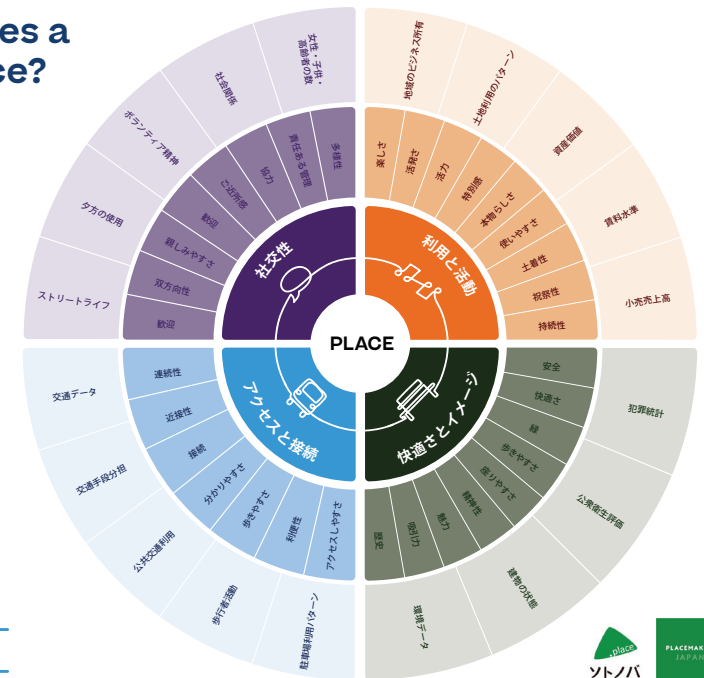 es a
ce?
女性・子供・
高齢者の数
社会関係
ボランティア精神
夕方の使用
ストリートライフ
多様性
責任ある管理
協力
ご近所感
歓迎
親しみやすさ
双方向性
歓迎
社交性
地域のビジネス所有
土地利用のパターン
資産価値
賃料水準
小売売上高
楽しさ
活発さ
活力
特別感
本物らしさ
使いやすさ
土着性
祝祭性
持続性
利用と活動
PLACE
交通データ
交通手段分担
公共交通利用
歩行者活動
駐車場利用パターン
連続性
近接性
接続
分かりやすさ
歩きやすさ
利便性
アクセスしやすさ
アクセスと接続
快適さとイメージ
安全
快適さ
緑
歩きやすさ
座りやすさ
精神性
魅力
吸引力
歴史
犯罪統計
公衆衛生評価
建物の状態
環境データ
.place
ソトノバ
PLACEMAK
JAPAN